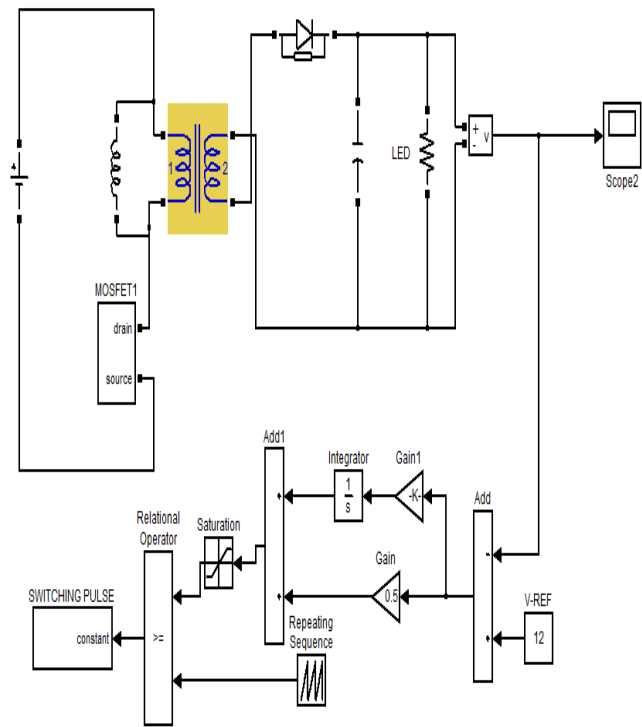 1
2
LED
+
-
v
Scope2
MOSFET1
drain
source
+
Add1
Integrator
1
s
Gain1
-K-
Add
Relational
Operator
Saturation
+
+
Gain
0.5
-
+
V-REF
12
SWITCHING PULSE
constant
>=
Repeating
Sequence